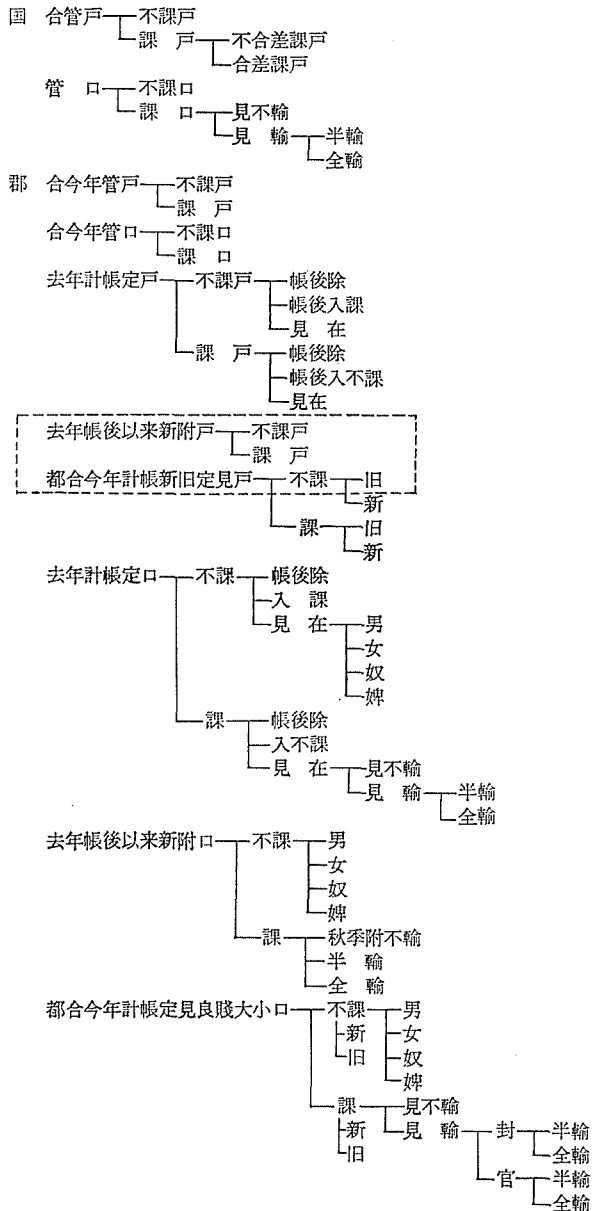 国 合管戸 不課戸
課 戸 不合差課戸
合差課戸
管 口 不課口
課 口 見不輸
見 輸 半輸
全輸
郡 合今年管戸 不課戸
課 戸
合今年管口 不課口
課 口
去年計帳定戸 不課戸 帳後除
帳後入課
見 在
課 戸 帳後除
帳後入不課
見在
去年帳後以来新附戸 不課戸
課 戸
都合今年計帳新旧定見戸 不課 旧
新
課 旧
新
去年計帳定口 不課 帳後除
入 課
見 在 男
女
奴
婢
課 帳後除
入不課
見 在 見不輸
見 輸 半輸
全輸
去年帳後以来新附口 不課 男
女
奴
婢
課 秋季附不輸
半 輸
全 輸
都合今年計帳定見良賤大小口 不課 男
新 女
旧 奴
婢
課 見不輸
新 見 輸 封 半輸
旧 全輸
官 半輸
全輸